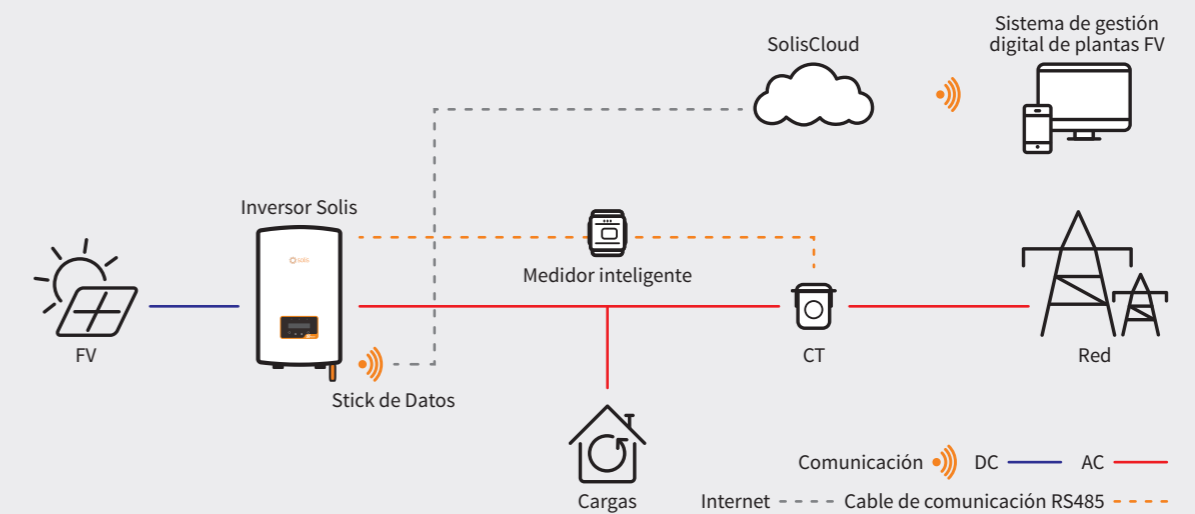 Sistema de gestión
digital de plantas FV
SolisCloud
Inversor Solis
solis
Medidor inteligente
FV
CT
Red
Stick de Datos
Cargas
Comunicación DC AC
Internet Cable de comunicación RS485